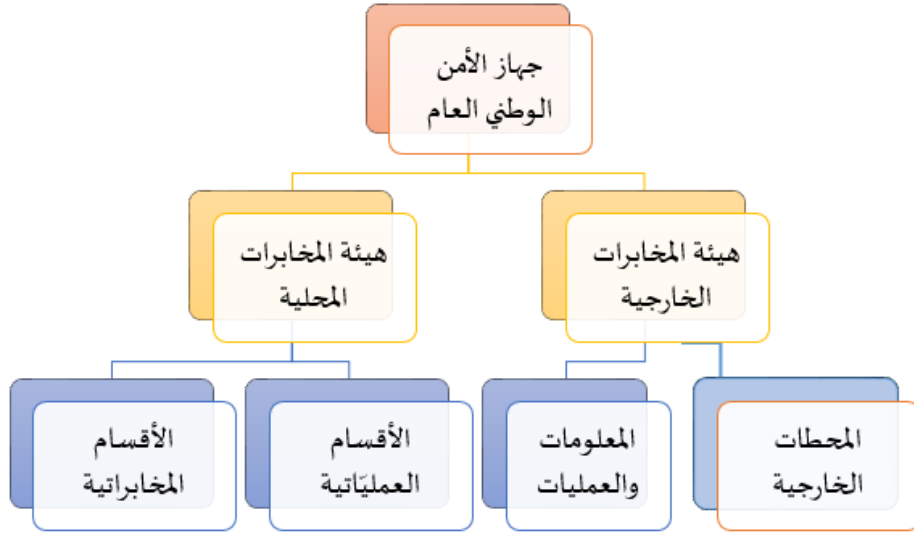 جهاز الأمن
الوطني العام
هيئة المخابرات
الخارجية
هيئة المخابرات
المحلية
المحطات
الخارجية
المعلومات
والعمليات
الأقسام
العمليّاتية
الأقسام
المخابراتية